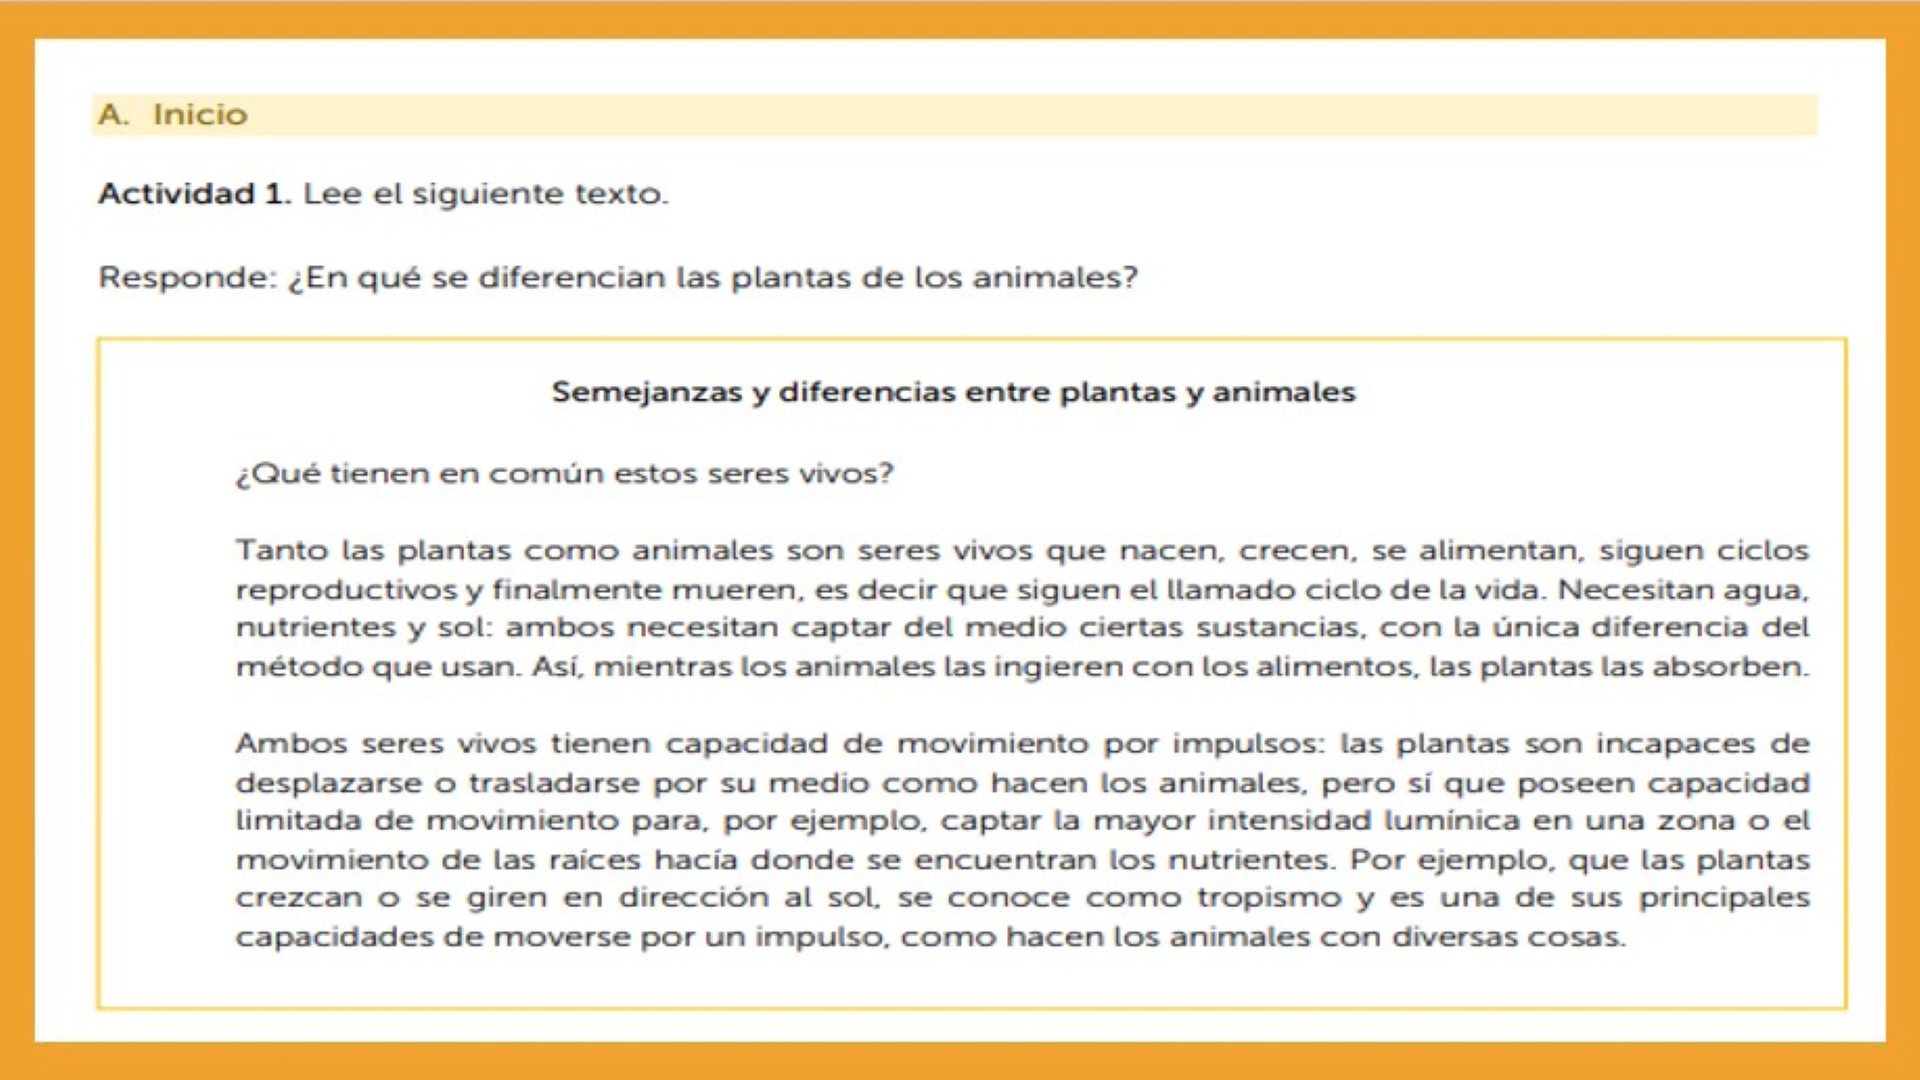 A. Inicio
Actividad 1. Lee el siguiente texto.
Responde: ¿En qué se diferencian las plantas de los animales?
Semejanzas y diferencias entre plantas y animales
¿Qué tienen en común estos seres vivos?
Tanto las plantas como animales son seres vivos que nacen, crecen, se alimentan, siguen ciclos
reproductivos y finalmente mueren, es decir que siguen el llamado ciclo de la vida. Necesitan agua,
nutrientes y sol: ambos necesitan captar del medio ciertas sustancias, con la única diferencia del
método que usan. Así, mientras los animales las ingieren con los alimentos, las plantas las absorben.
Ambos seres vivos tienen capacidad de movimiento por impulsos: las plantas son incapaces de
desplazarse o trasladarse por su medio como hacen los animales, pero sí que poseen capacidad
limitada de movimiento para, por ejemplo, captar la mayor intensidad lumínica en una zona o el
movimiento de las raíces hacía donde se encuentran los nutrientes. Por ejemplo, que las plantas
crezcan o se giren en dirección al sol, se conoce como tropismo y es una de sus principales
capacidades de moverse por un impulso, como hacen los animales con diversas cosas.